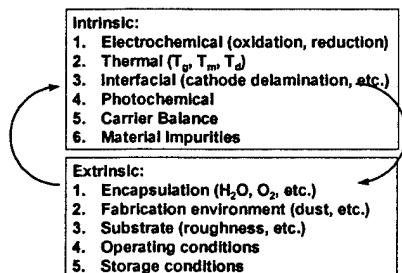 Intrinsic:
1. Electrochemical (oxidation, reduction)
2. Thermal (Tg, Tm, Td)
3. Interfacial (cathode delamination, etc.)
4. Photochemical
5. Carrier Balance
6. Material Impurities
Extrinsic:
1. Encapsulation (H₂O, O₂, etc.)
2. Fabrication environment (dust, etc.)
3. Substrate (roughness, etc.)
4. Operating conditions
5. Storage conditions